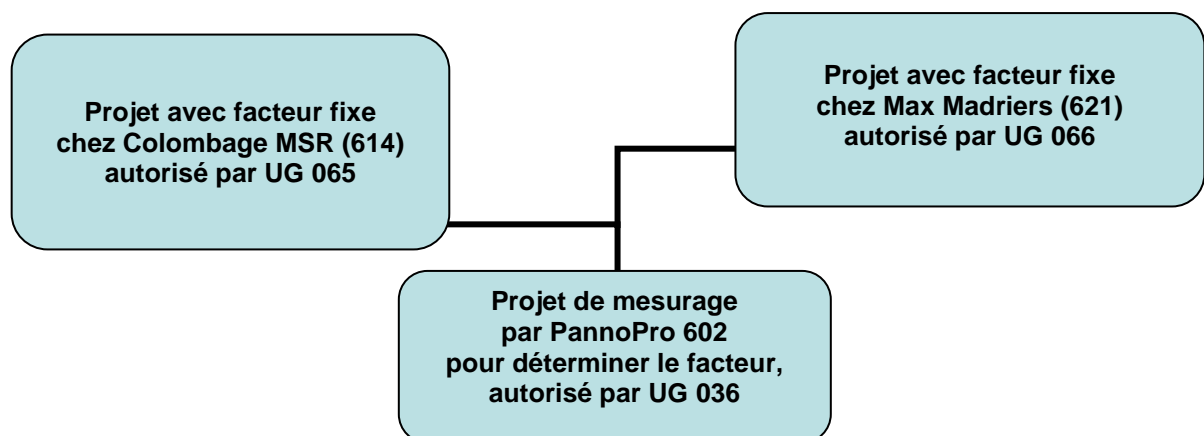 Projet avec facteur fixe
chez Colombage MSR (614)
autorisé par UG 065
Projet avec facteur fixe
chez Max Madriers (621)
autorisé par UG 066
Projet de mesurage
par PannoPro 602
pour déterminer le facteur,
autorisé par UG 036